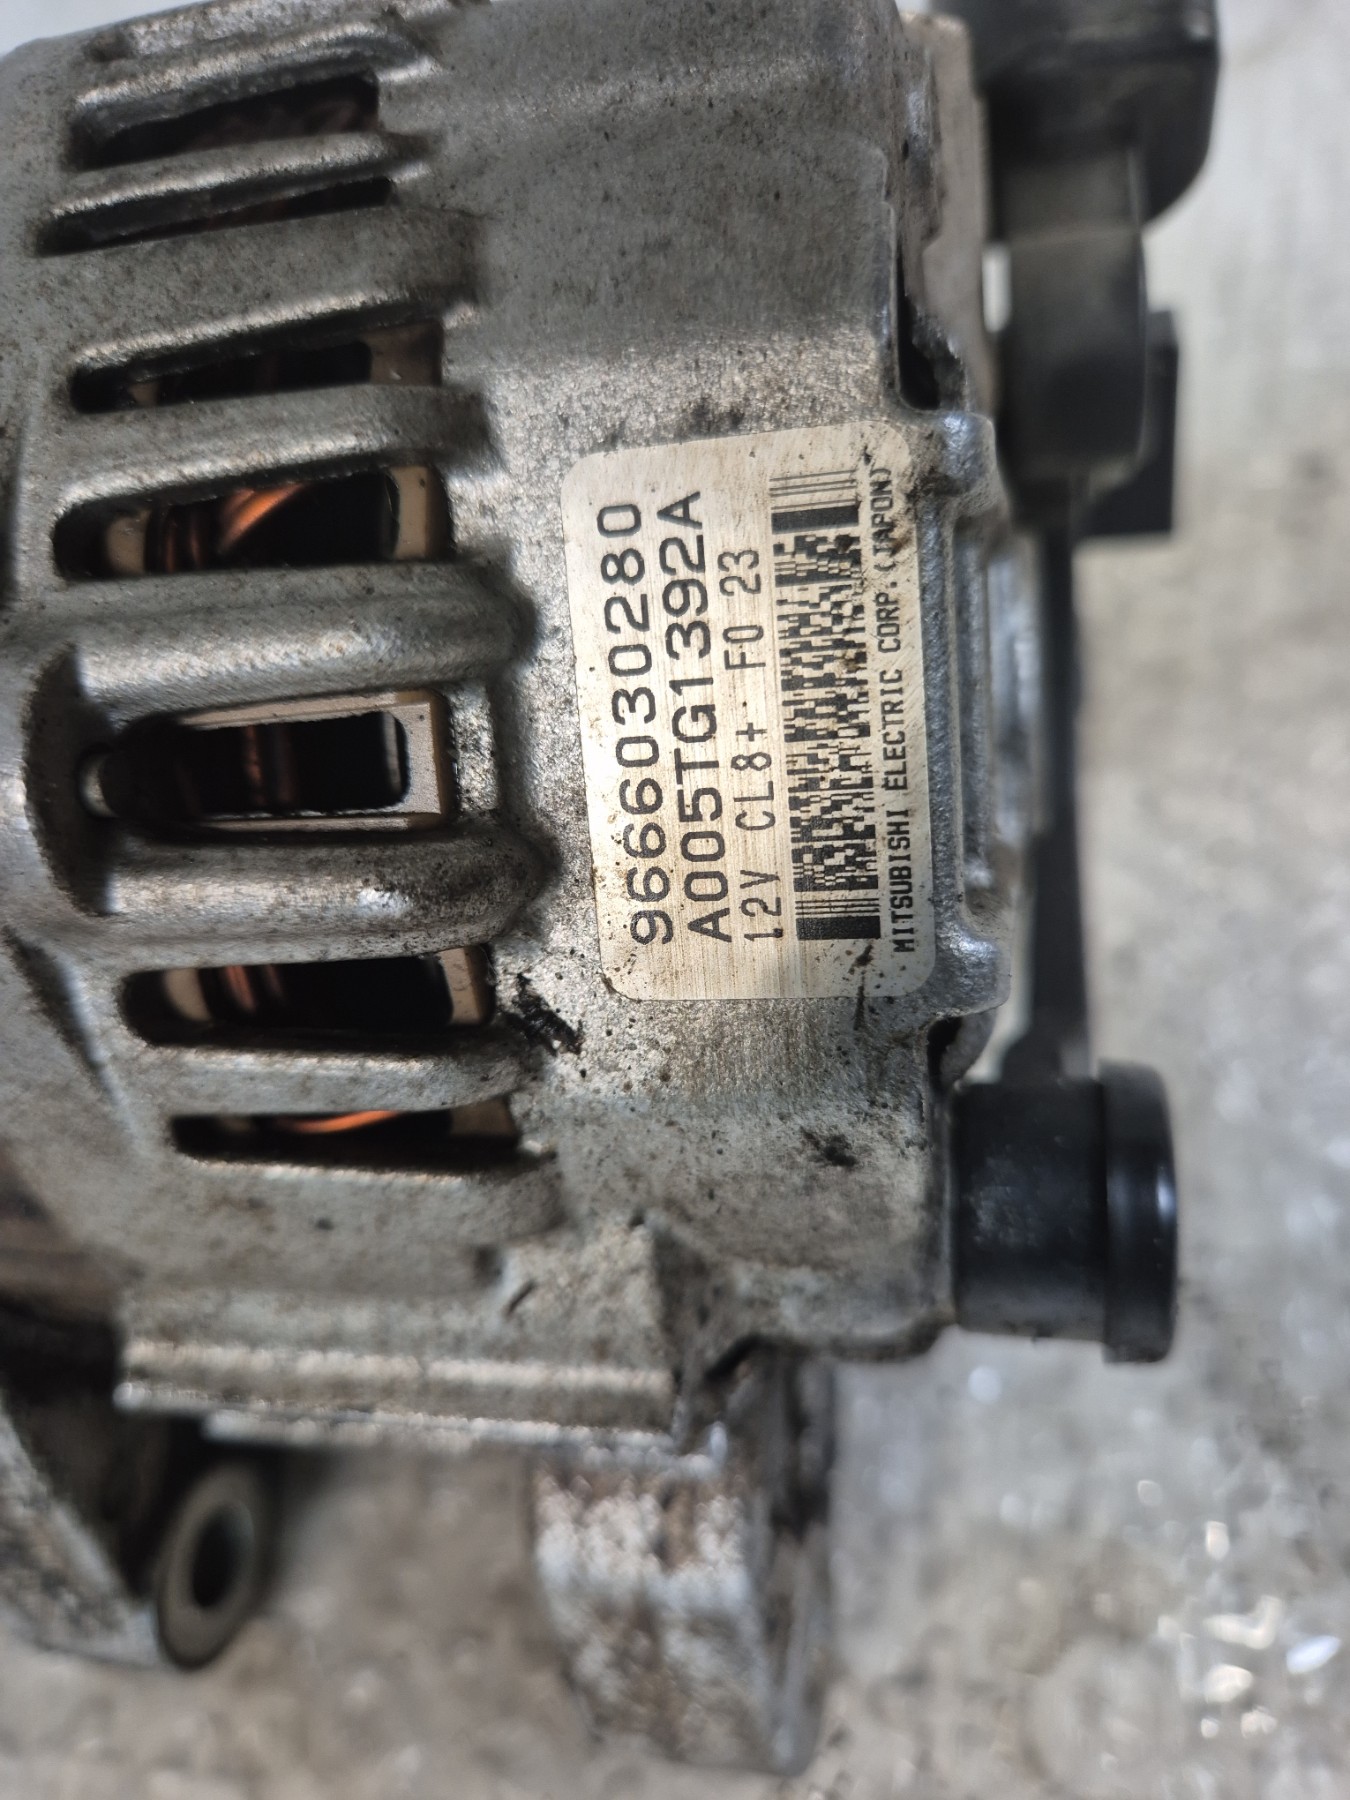 9666030280
A005TG1392A
12V CL8+ F0 23
MITSUBISHI ELECTRIC CORP.(JAPON)